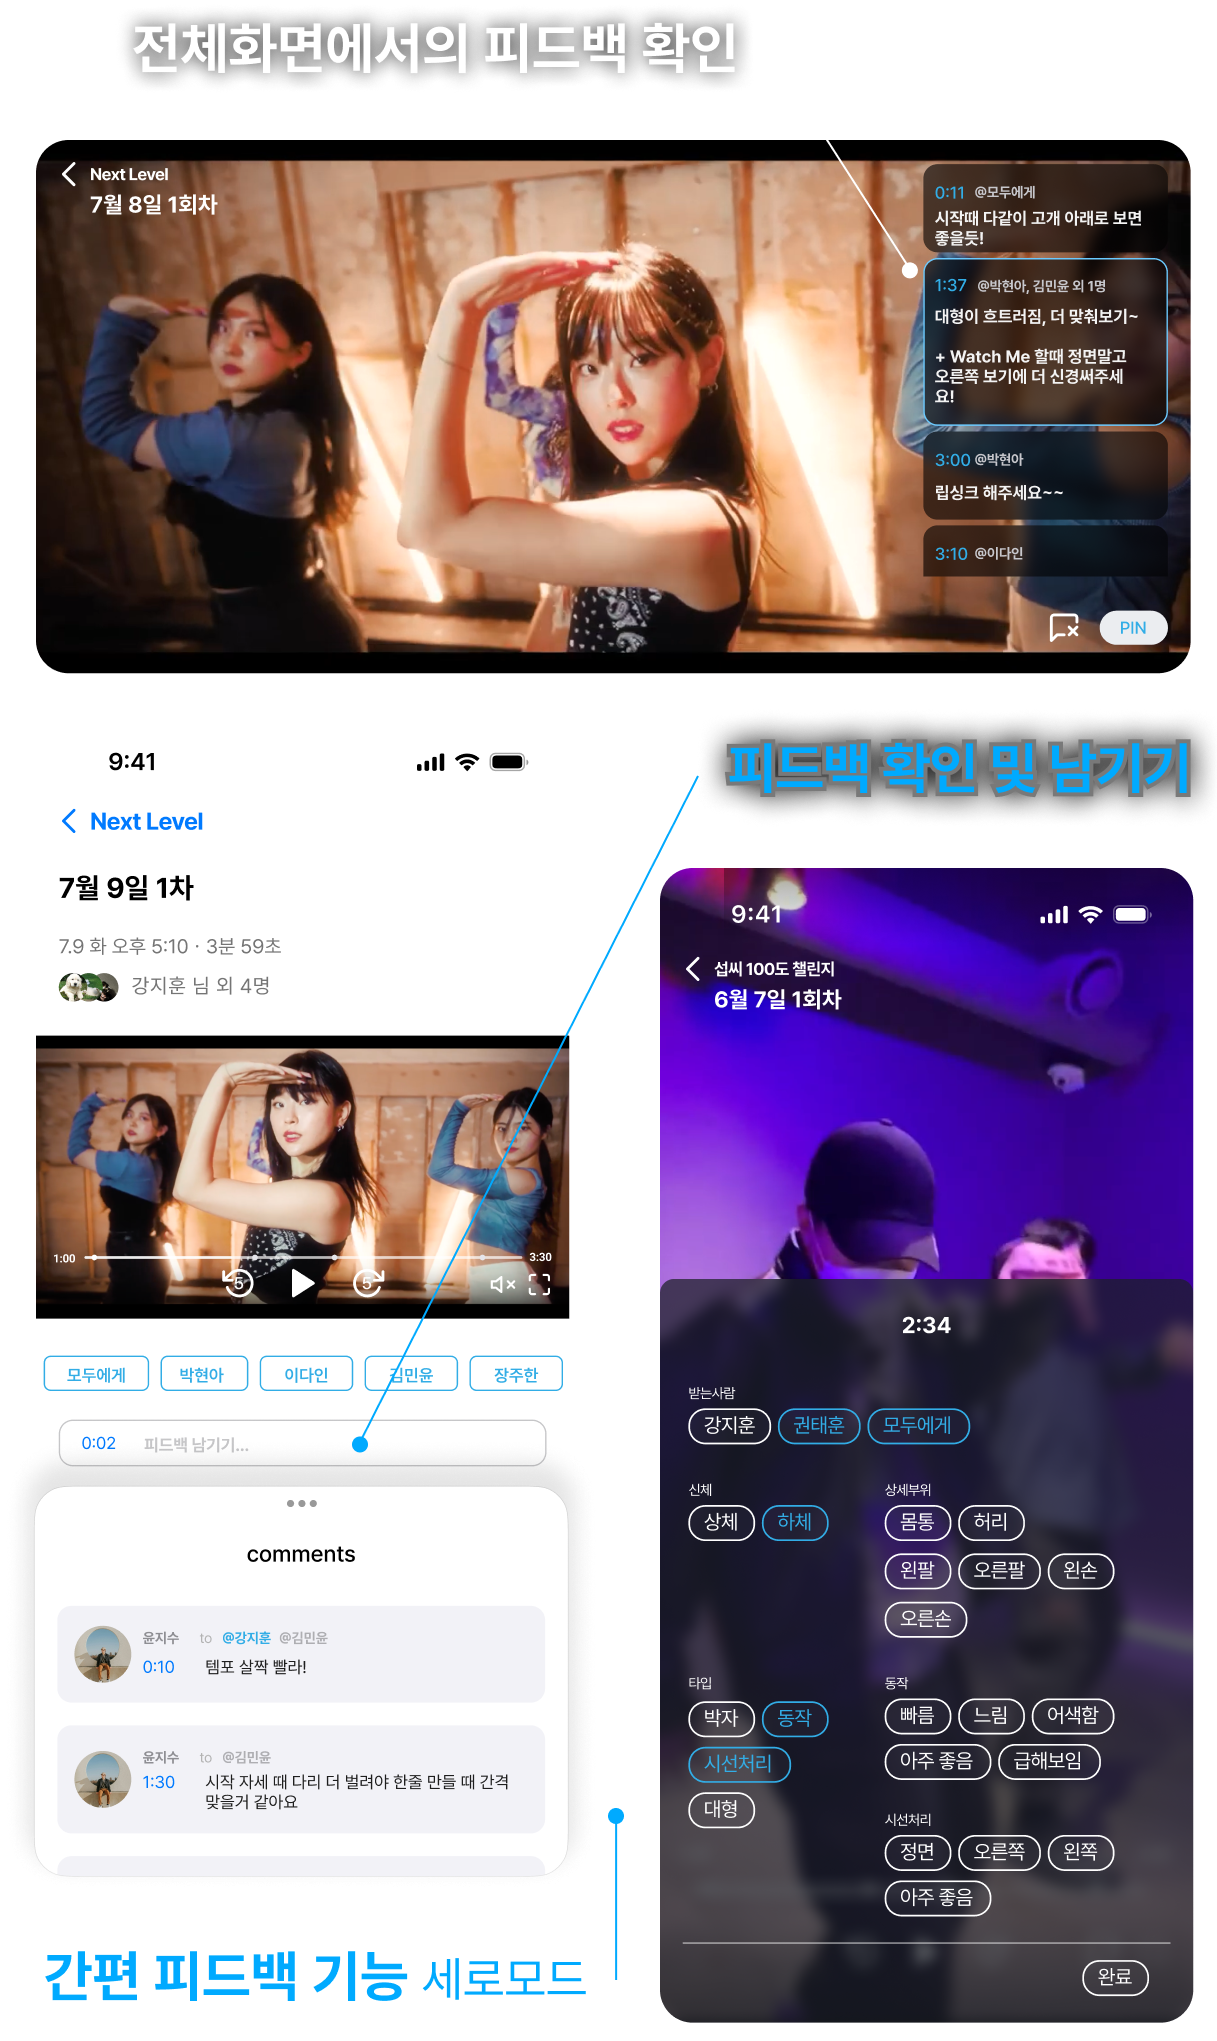 전체화면에서의 피드백 확인
Next Level
7월 8일 1회차
0:11 @모두에게
시작때 다같이 고개 아래로 보면
좋을듯!
1:37 @박현아, 김민윤 외 1명
대형이 흐트러짐, 더 맞춰보기~
+ Watch Me 할때 정면말고
오른쪽 보기에 더 신경써주세
요!
3:00 @박현아
립싱크 해주세요~~
3:10 @이다인
PIN
피드백 확인 및 남기기
9:41
Next Level
7월 9일 1차
7.9 화 오후 5:10 · 3분 59초
강지훈 님 외 4명
1:00
3:30
5
5
모두에게 박현아 이다인 김민윤 장주한
0:02 피드백 남기기...
comments
윤지수 to @강지훈 @김민윤
0:10 템포 살짝 빨라!
윤지수 to @김민윤
1:30 시작 자세 때 다리 더 벌려야 한줄 만들 때 간격
맞을거 같아요
간편 피드백 기능 세로모드
9:41
섭씨 100도 챌린지
6월 7일 1회차
2:34
받는사람
강지훈 권태훈 모두에게
신체
상체 하체
상세부위
몸통 허리
왼팔 오른팔 왼손
오른손
타입
박자 동작
시선처리
대형
동작
빠름 느림 어색함
아주 좋음 급해보임
시선처리
정면 오른쪽 왼쪽
아주 좋음
완료